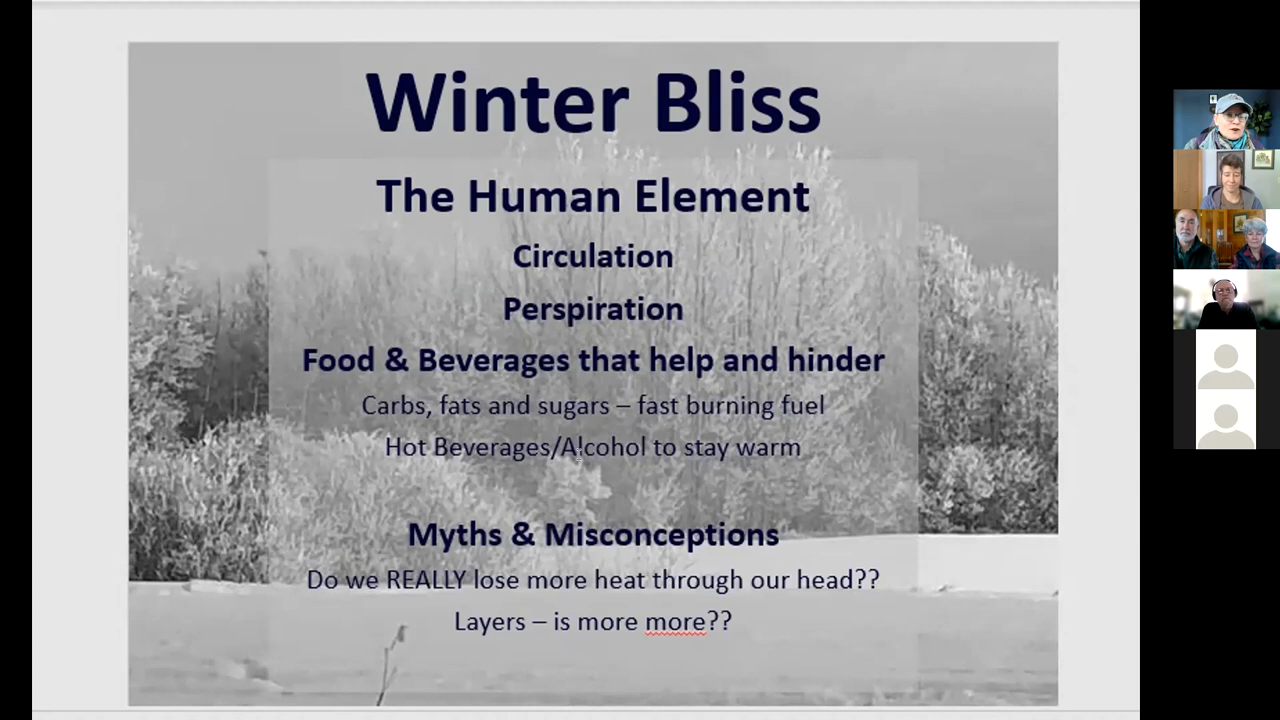 Winter Bliss
The Human Element
Circulation
Perspiration
Food & Beverages that help and hinder
Carbs, fats and sugars – fast burning fuel
Hot Beverages/Alcohol to stay warm
Myths & Misconceptions
Do we REALLY lose more heat through our head??
Layers – is more more??